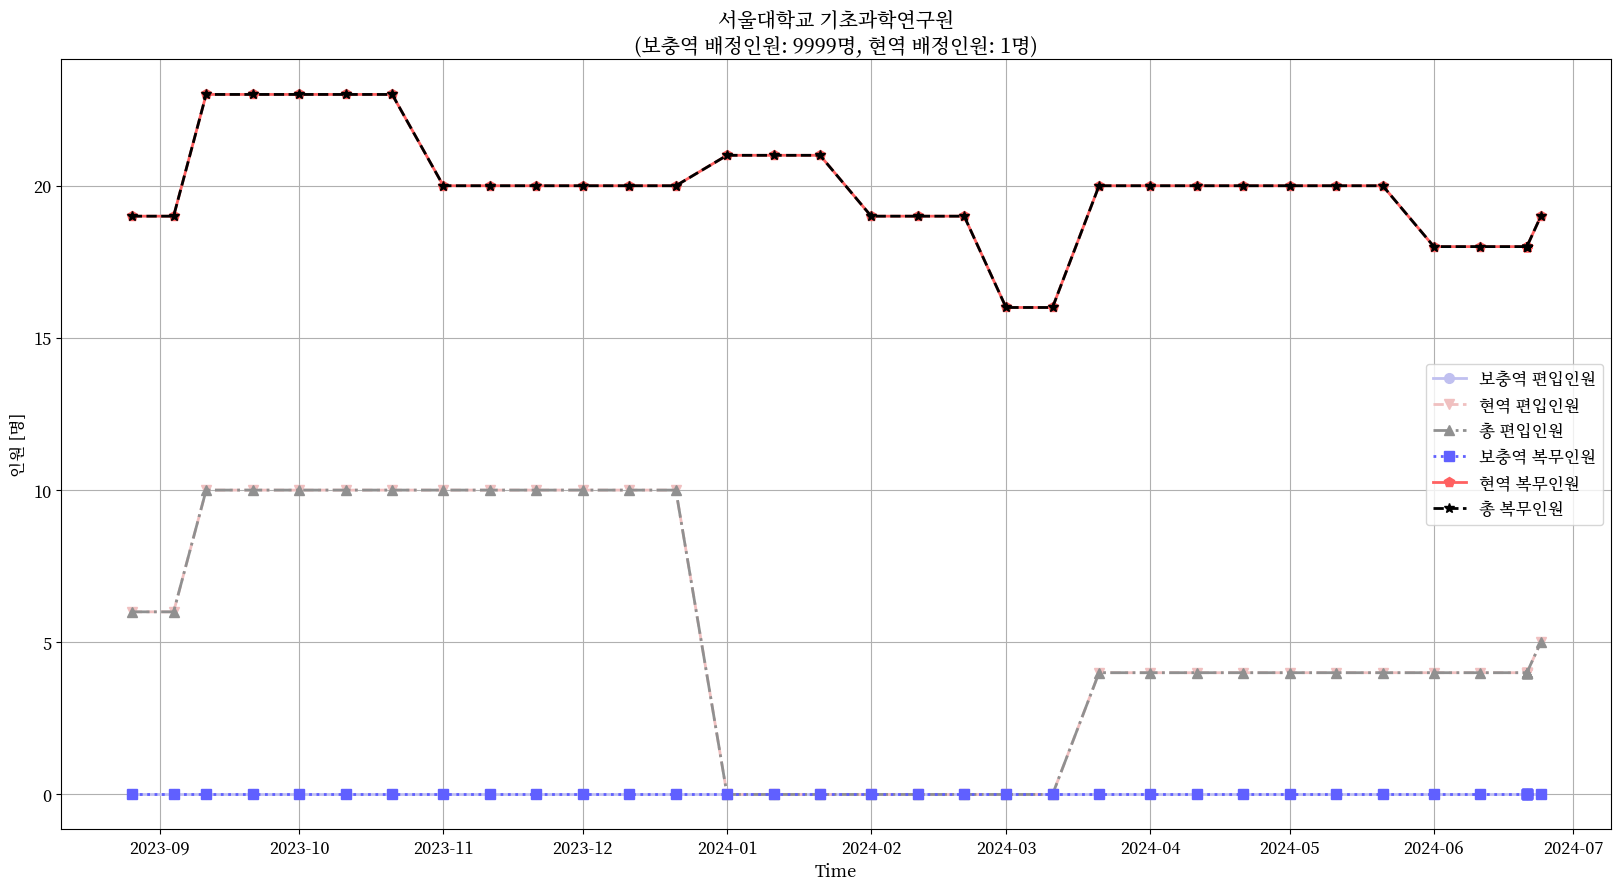 서울대학교 기초과학연구원
(보충역 배정인원: 9999명, 현역 배정인원: 1명)
인원 [명]
20
15
10
5
0
보충역 편입인원
현역 편입인원
총 편입인원
보충역 복무인원
현역 복무인원
총 복무인원
2023-09 2023-10 2023-11 2023-12 2024-01 2024-02 2024-03 2024-04 2024-05 2024-06 2024-07
Time